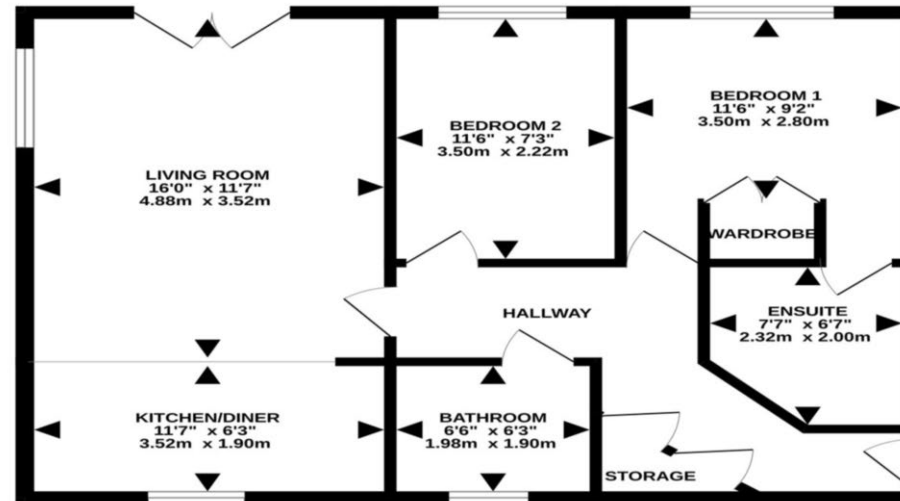 BEDROOM 1
11'6" x 9'2"
3.50m x 2.80m
BEDROOM 2
11'6" x 7'3"
3.50m x 2.22m
LIVING ROOM
16'0" x 11'7"
4.88m x 3.52m
WARDROBE
HALLWAY
ENSUITE
7'7" x 6'7"
2.32m x 2.00m
KITCHEN/DINER
11'7" x 6'3"
3.52m x 1.90m
BATHROOM
6'6" x 6'3"
1.98m x 1.90m
STORAGE